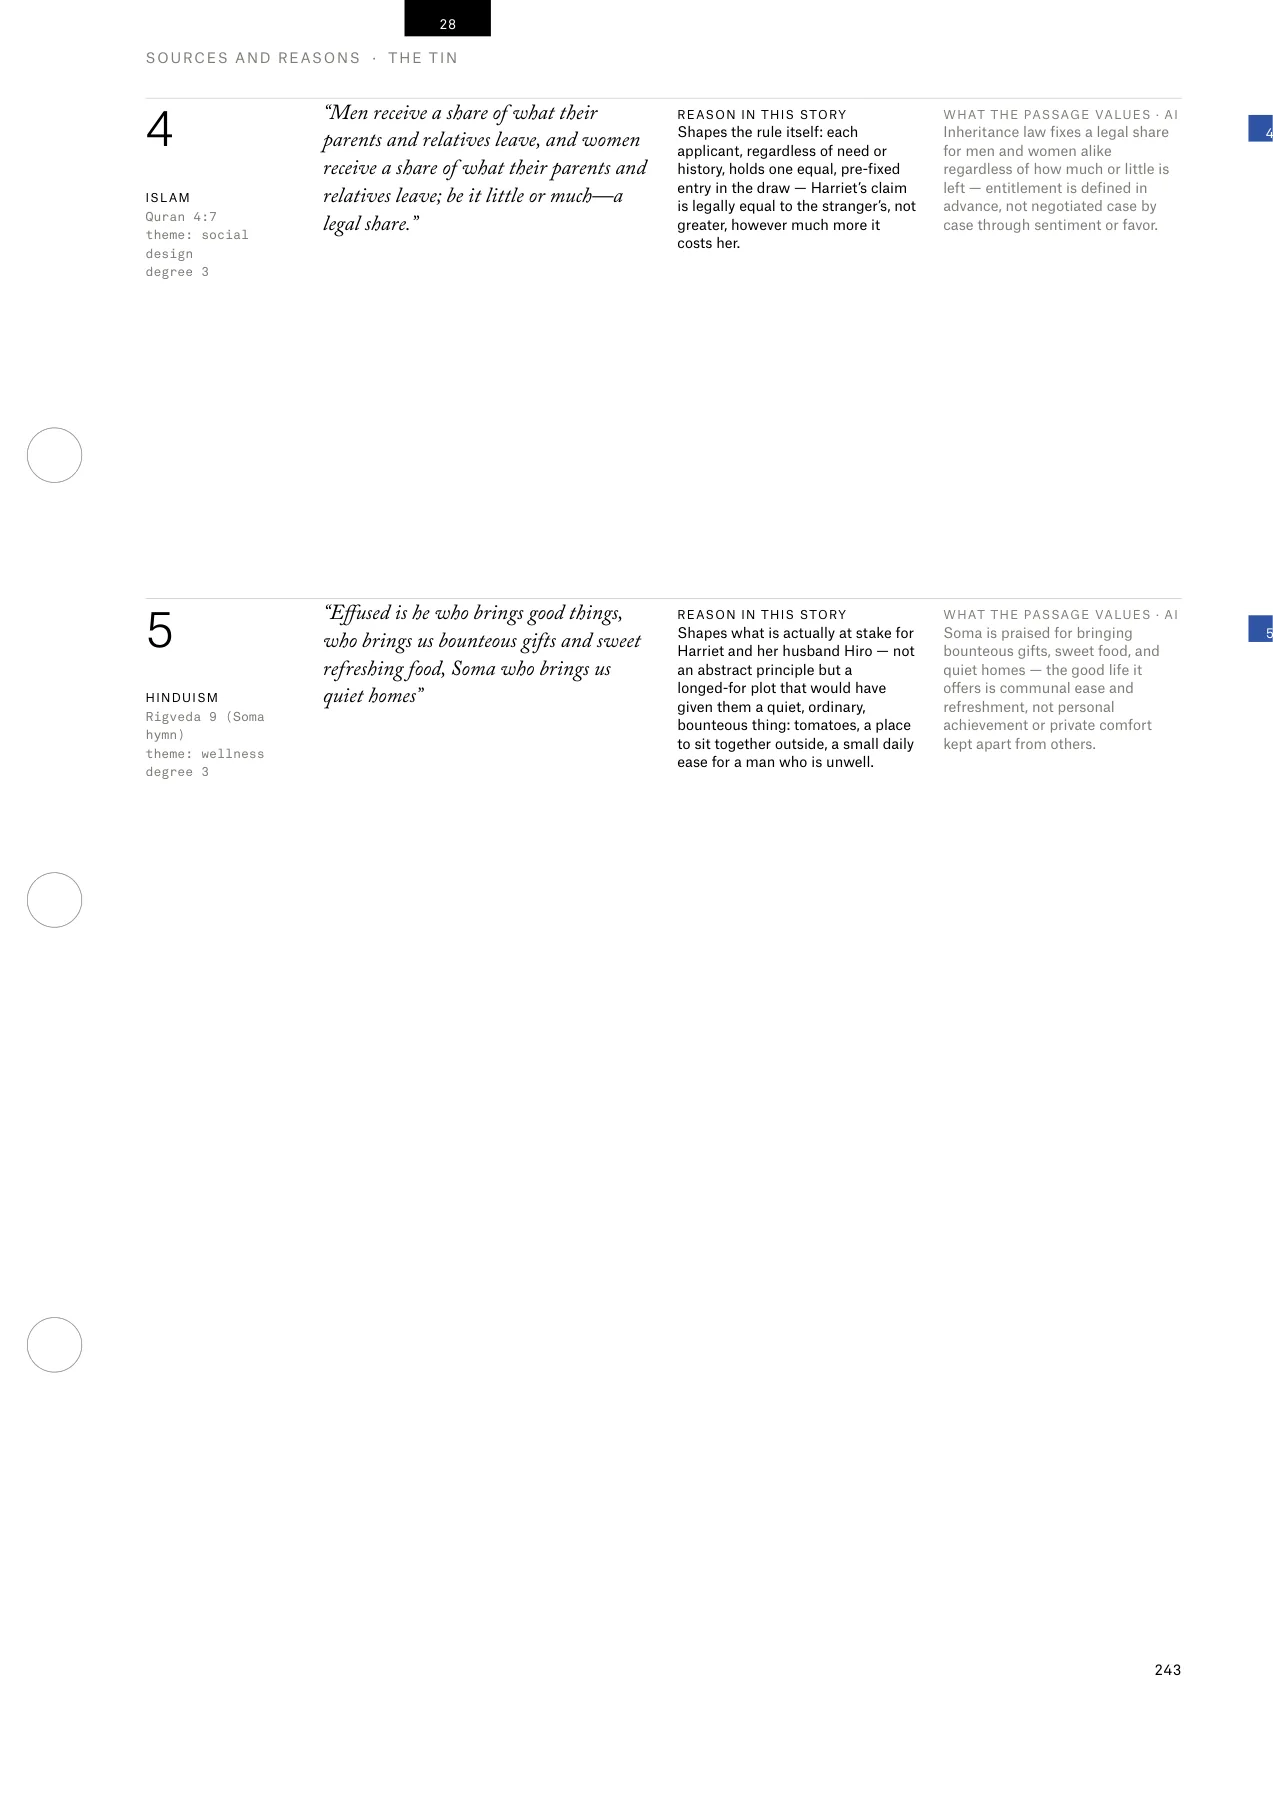 28
SOURCES AND REASONS · THE TIN
4
ISLAM
Quran 4:7
theme: social
design
degree 3
“Men receive a share of what their
parents and relatives leave, and women
receive a share of what their parents and
relatives leave; be it little or much—a
legal share.”
REASON IN THIS STORY
Shapes the rule itself: each
applicant, regardless of need or
history, holds one equal, pre-fixed
entry in the draw — Harriet’s claim
is legally equal to the stranger’s, not
greater, however much more it
costs her.
WHAT THE PASSAGE VALUES · AI
Inheritance law fixes a legal share
for men and women alike
regardless of how much or little is
left — entitlement is defined in
advance, not negotiated case by
case through sentiment or favor.
4
5
HINDUISM
Rigveda 9 (Soma
hymn)
theme: wellness
degree 3
“Effused is he who brings good things,
who brings us bounteous gifts and sweet
refreshing food, Soma who brings us
quiet homes”
REASON IN THIS STORY
Shapes what is actually at stake for
Harriet and her husband Hiro — not
an abstract principle but a
longed-for plot that would have
given them a quiet, ordinary,
bounteous thing: tomatoes, a place
to sit together outside, a small daily
ease for a man who is unwell.
WHAT THE PASSAGE VALUES · AI
Soma is praised for bringing
bounteous gifts, sweet food, and
quiet homes — the good life it
offers is communal ease and
refreshment, not personal
achievement or private comfort
kept apart from others.
5
243